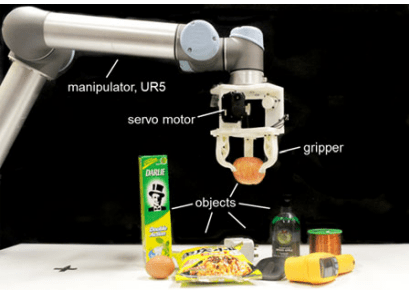 manipulator, UR5
servo motor
gripper
objects
DARLIE